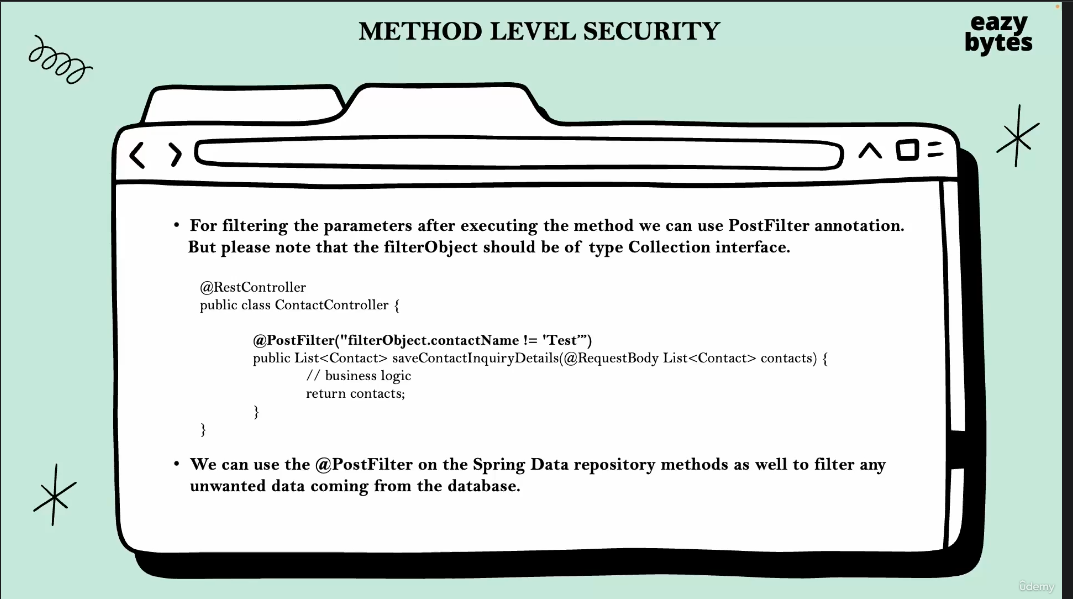 METHOD LEVEL SECURITY
eazy
bytes
• For filtering the parameters after executing the method we can use PostFilter annotation.
But please note that the filterObject should be of type Collection interface.
@RestController
public class ContactController {
@PostFilter("filterObject.contactName != 'Test'")
public List<Contact> saveContactInquiryDetails(@RequestBody List<Contact> contacts) {
// business logic
return contacts;
}
}
• We can use the @PostFilter on the Spring Data repository methods as well to filter any
unwanted data coming from the database.
ûdemy